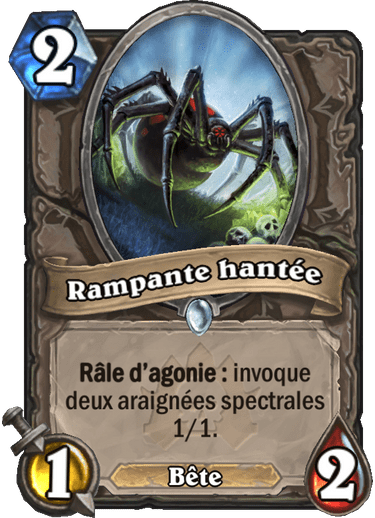 2
Rampante hantée
Râle d’agonie : invoque
deux araignées spectrales
1/1.
1
Bête
2